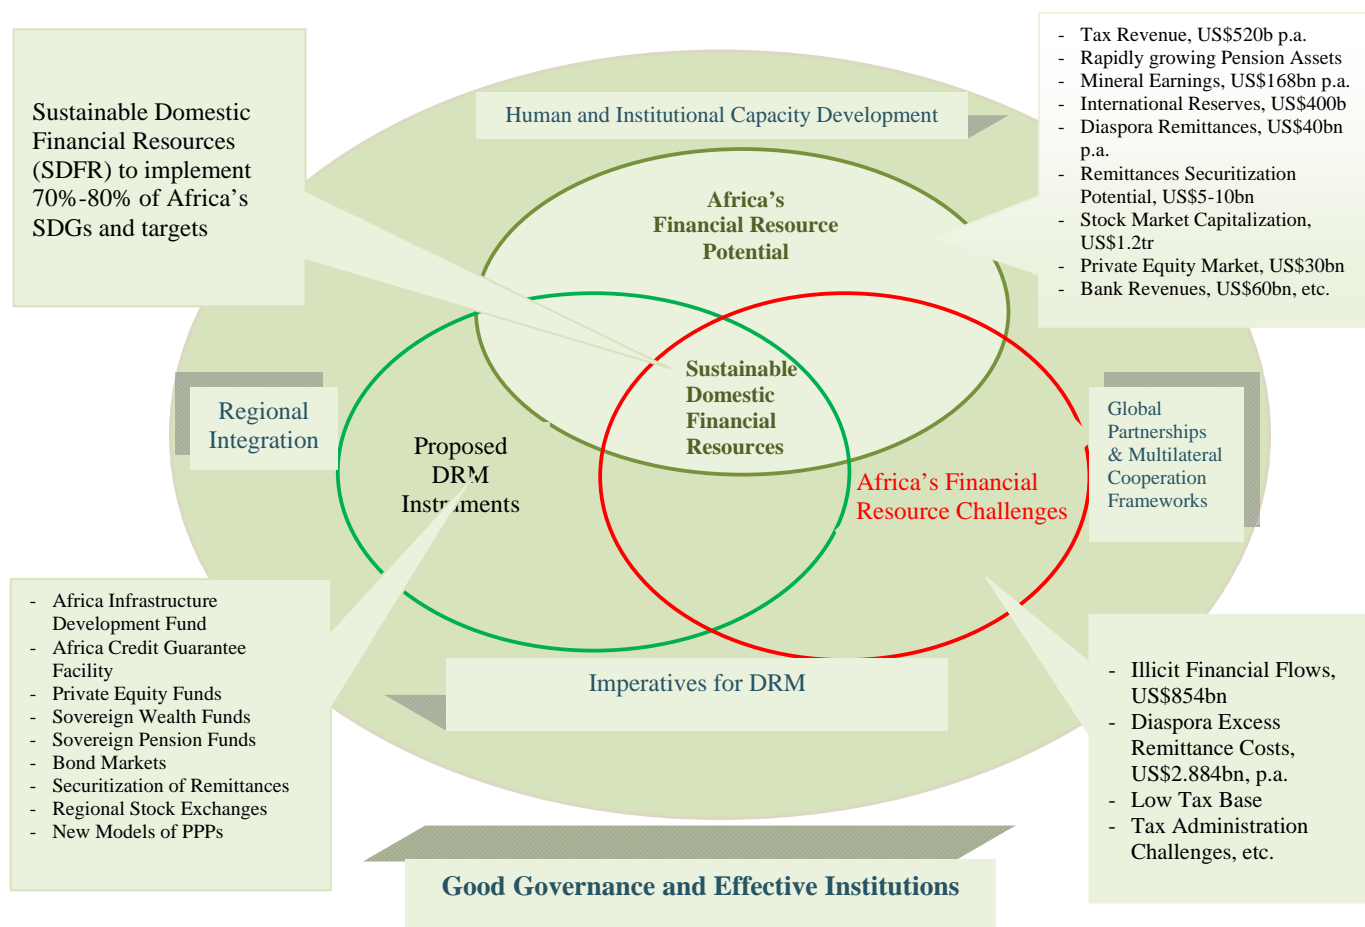 Sustainable Domestic
Financial Resources
(SDFR) to implement
70%-80% of Africa’s
SDGs and targets
Human and Institutional Capacity Development
- Tax Revenue, US$520b p.a.
- Rapidly growing Pension Assets
- Mineral Earnings, US$168bn p.a.
- International Reserves, US$400b
- Diaspora Remittances, US$40bn
p.a.
- Remittances Securitization
Potential, US$5-10bn
- Stock Market Capitalization,
US$1.2tr
- Private Equity Market, US$30bn
- Bank Revenues, US$60bn, etc.
Africa’s
Financial Resource
Potential
Sustainable
Domestic
Financial
Resources
Regional
Integration
Proposed
DRM
Instruments
Africa’s Financial
Resource Challenges
Global
Partnerships
& Multilateral
Cooperation
Frameworks
- Africa Infrastructure
Development Fund
- Africa Credit Guarantee
Facility
- Private Equity Funds
- Sovereign Wealth Funds
- Sovereign Pension Funds
- Bond Markets
- Securitization of Remittances
- Regional Stock Exchanges
- New Models of PPPs
Imperatives for DRM
- Illicit Financial Flows,
US$854bn
- Diaspora Excess
Remittance Costs,
US$2.884bn, p.a.
- Low Tax Base
- Tax Administration
Challenges, etc.
Good Governance and Effective Institutions